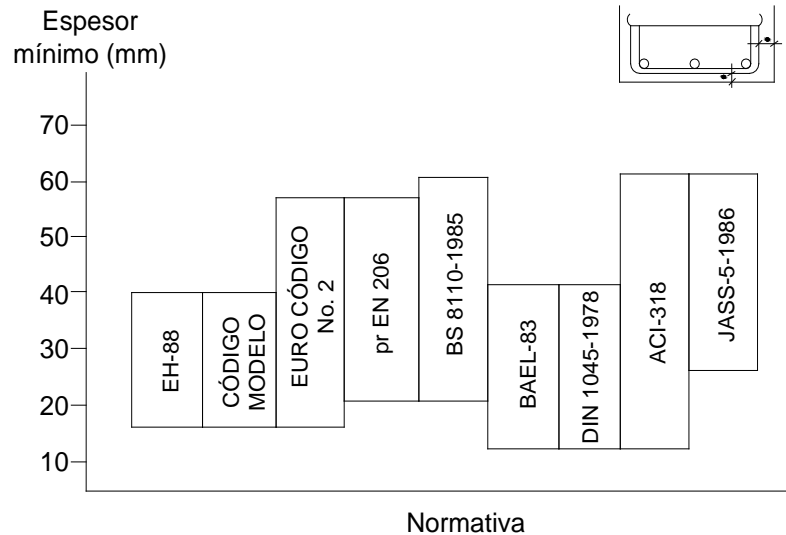 Espesor
mínimo (mm)
70
60
50
40
30
20
10
EH-88
CÓDIGO
MODELO
EURO CÓDIGO
No. 2
pr EN 206
BS 8110-1985
BAEL-83
DIN 1045-1978
ACI-318
JASS-5-1986
Normativa